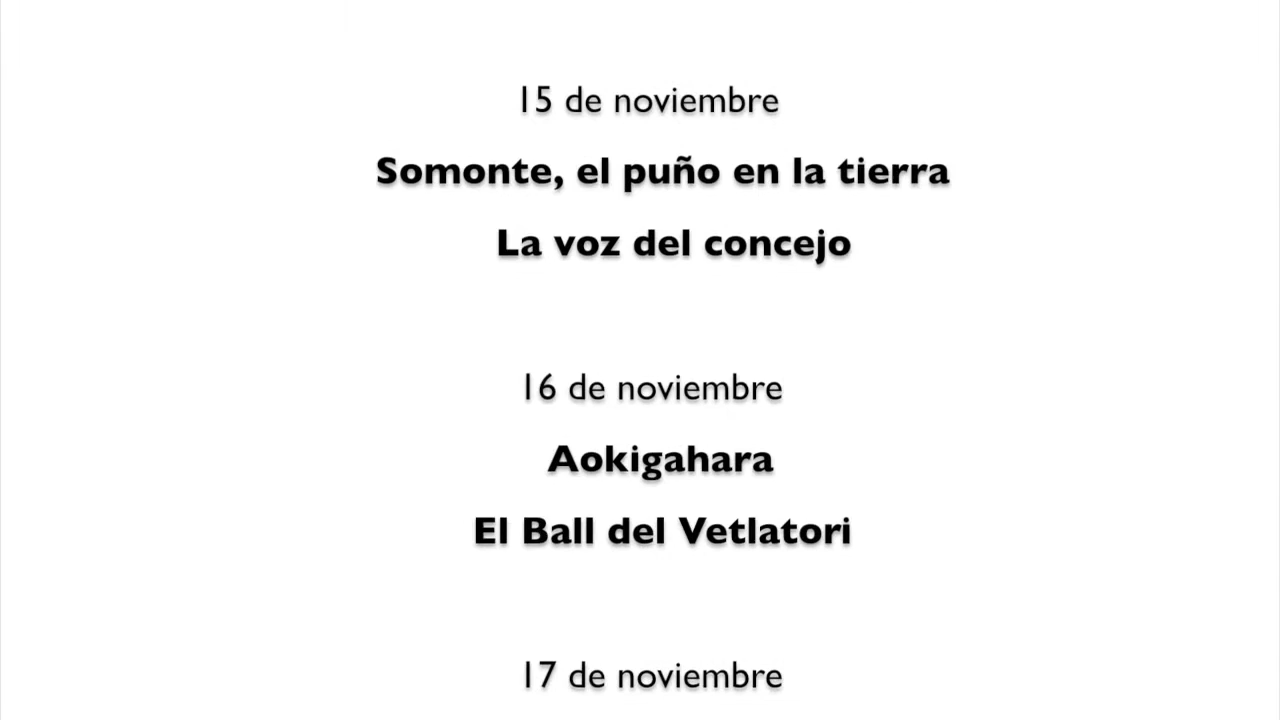 15 de noviembre
Somonte, el puño en la tierra
La voz del concejo
16 de noviembre
Aokigahara
El Ball del Vetlatori
17 de noviembre